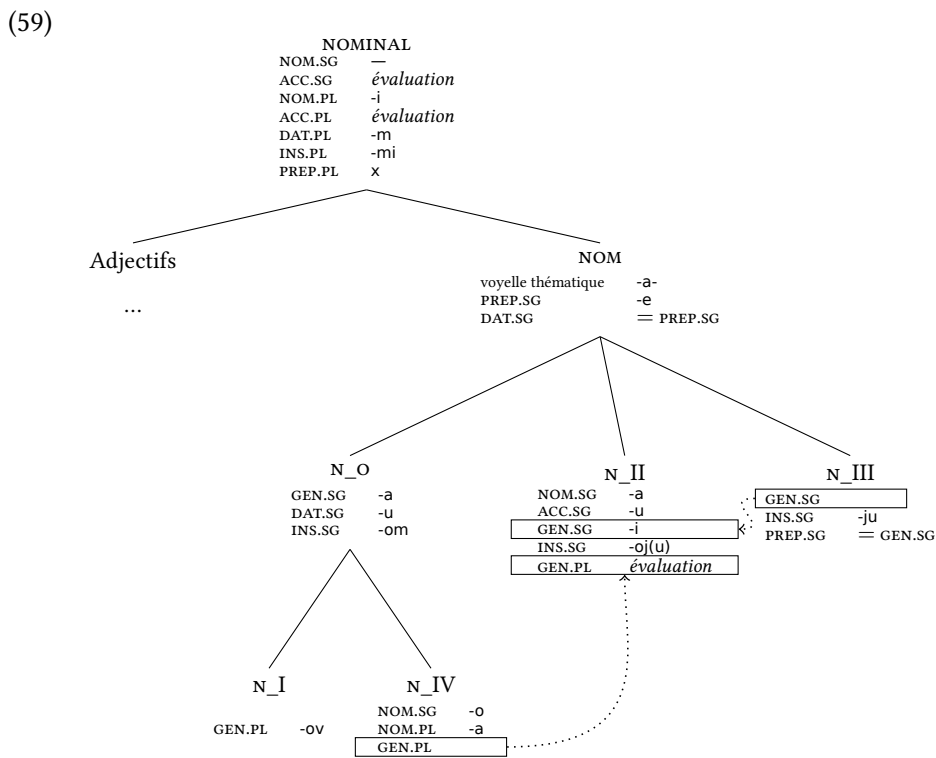 (59)
NOMINAL
NOM.SG —
ACC.SG évaluation
NOM.PL -i
ACC.PL évaluation
DAT.PL -m
INS.PL -mi
PREP.PL x
Adjectifs
...
NOM
voyelle thématique -a-
PREP.SG -e
DAT.SG = PREP.SG
N_O
GEN.SG -a
DAT.SG -u
INS.SG -om
N_II
NOM.SG -a
ACC.SG -u
GEN.SG -i
INS.SG -oj(u)
GEN.PL évaluation
N_III
GEN.SG
INS.SG -ju
PREP.SG = GEN.SG
N_I
GEN.PL -ov
N_IV
NOM.SG -o
NOM.PL -a
GEN.PL